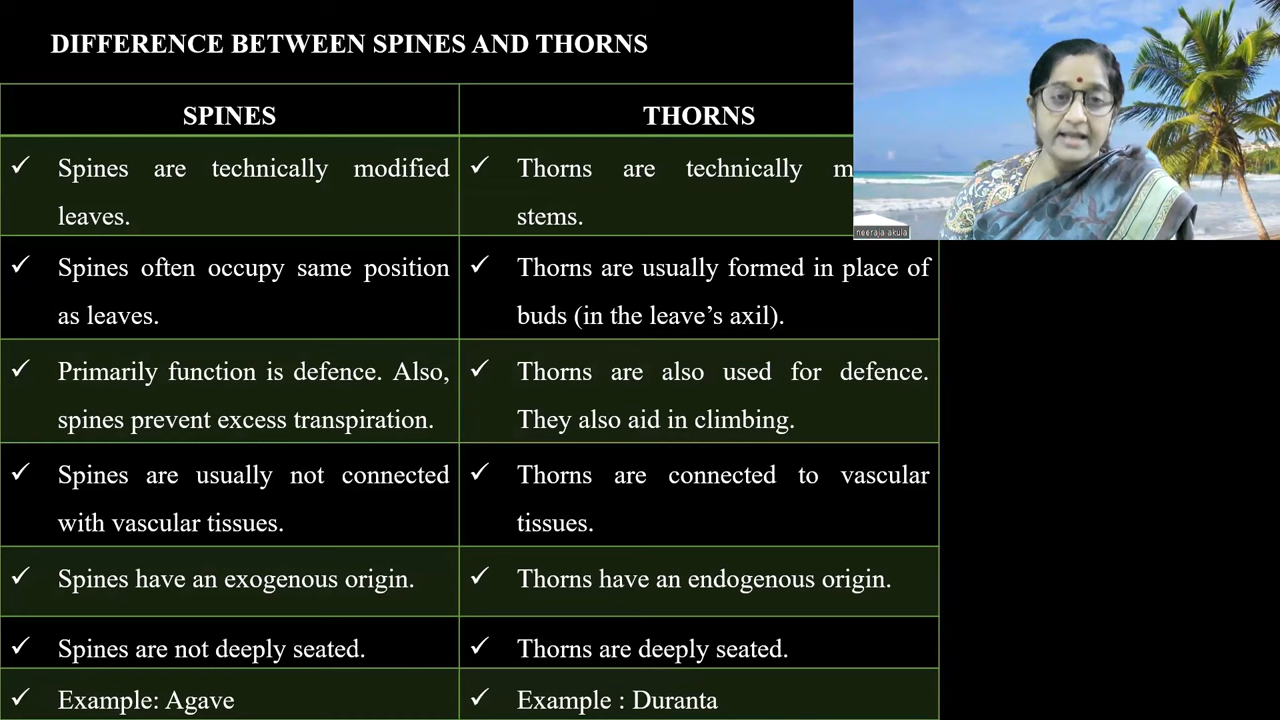 DIFFERENCE BETWEEN SPINES AND THORNS
SPINES
THORNS
Spines are technically modified
leaves.
Thorns are technically m
stems.
Spines often occupy same position
as leaves.
Thorns are usually formed in place of
buds (in the leave’s axil).
Primarily function is defence. Also,
spines prevent excess transpiration.
Thorns are also used for defence.
They also aid in climbing.
Spines are usually not connected
with vascular tissues.
Thorns are connected to vascular
tissues.
Spines have an exogenous origin.
Thorns have an endogenous origin.
Spines are not deeply seated.
Thorns are deeply seated.
Example: Agave
Example : Duranta
neeraja akula